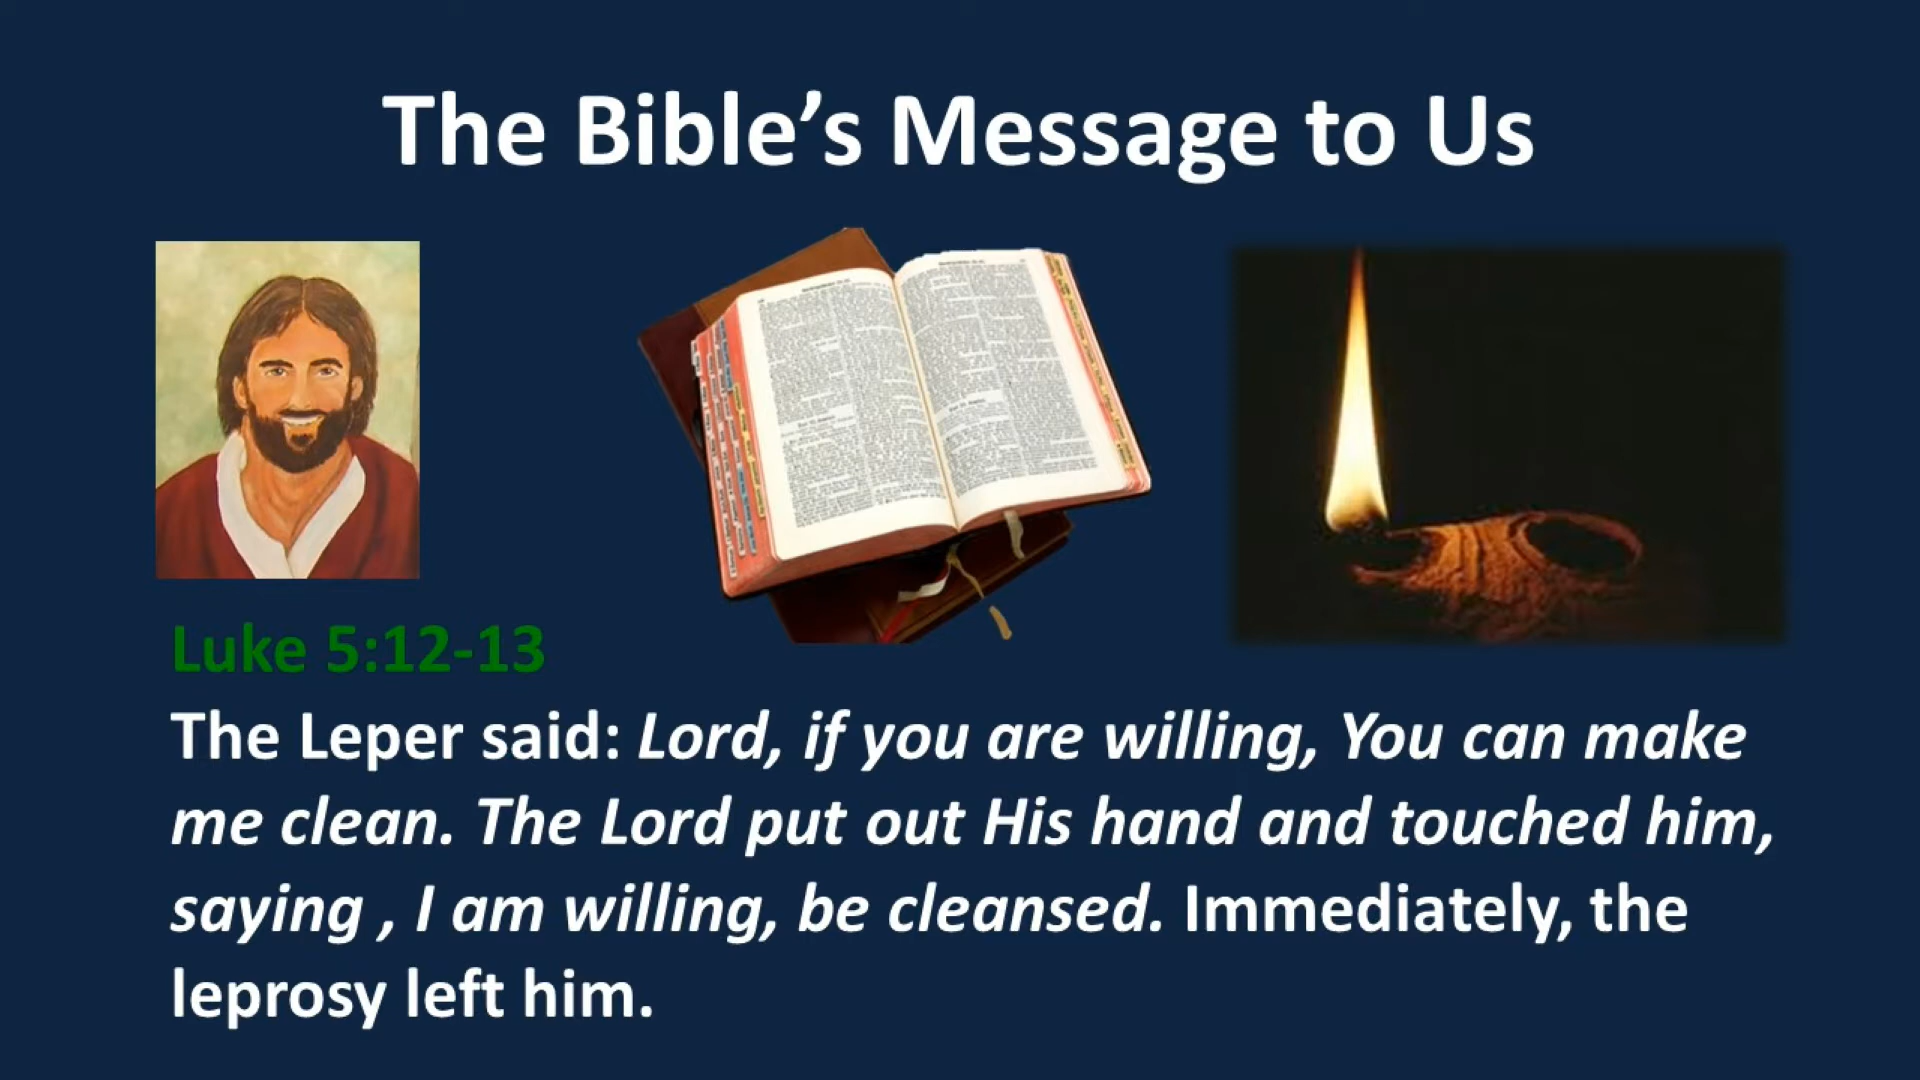 The Bible’s Message to Us
Luke 5:12-13
The Leper said: Lord, if you are willing, You can make
me clean. The Lord put out His hand and touched him,
saying , I am willing, be cleansed. Immediately, the
leprosy left him.